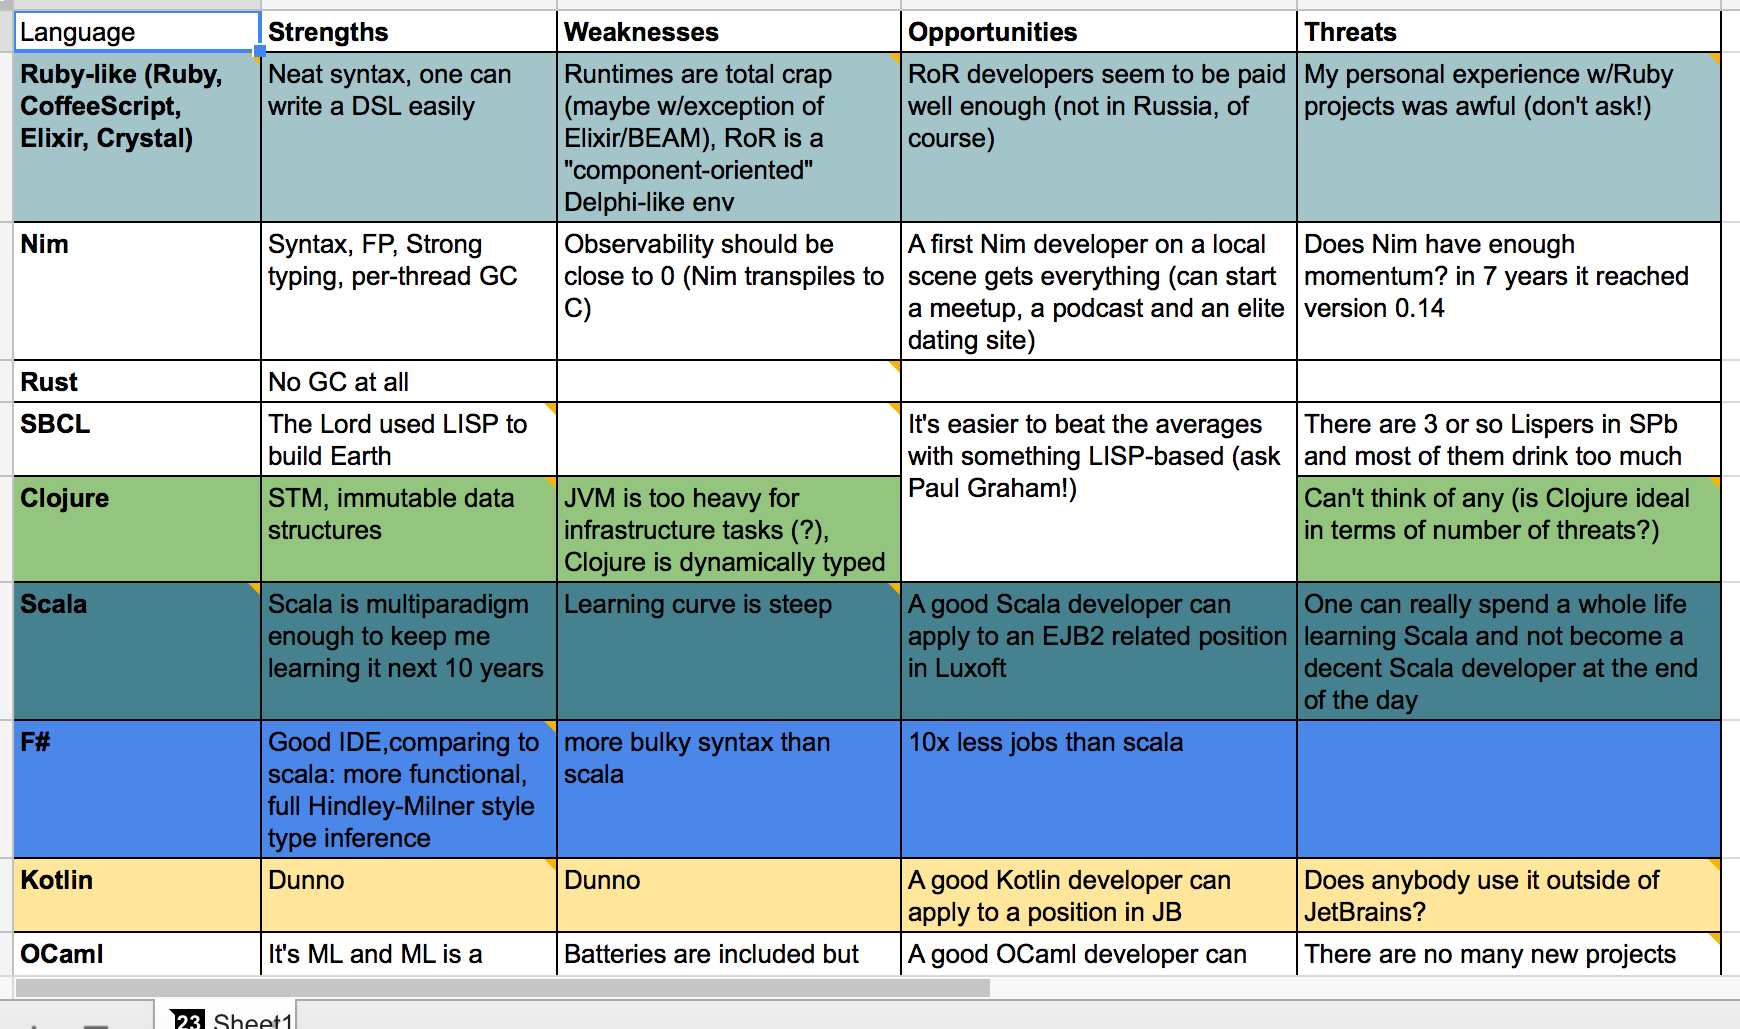 Language
Strengths
Weaknesses
Opportunities
Threats
Ruby-like (Ruby,
CoffeeScript,
Elixir, Crystal)
Neat syntax, one can
write a DSL easily
Runtimes are total crap
(maybe w/exception of
Elixir/BEAM), RoR is a
"component-oriented"
Delphi-like env
RoR developers seem to be paid
well enough (not in Russia, of
course)
My personal experience w/Ruby
projects was awful (don't ask!)
Nim
Syntax, FP, Strong
typing, per-thread GC
Observability should be
close to 0 (Nim transpiles to
C)
A first Nim developer on a local
scene gets everything (can start
a meetup, a podcast and an elite
dating site)
Does Nim have enough
momentum? in 7 years it reached
version 0.14
Rust
No GC at all
SBCL
The Lord used LISP to
build Earth
It's easier to beat the averages
with something LISP-based (ask
Paul Graham!)
There are 3 or so Lispers in SPb
and most of them drink too much
Clojure
STM, immutable data
structures
JVM is too heavy for
infrastructure tasks (?),
Clojure is dynamically typed
Can't think of any (is Clojure ideal
in terms of number of threats?)
Scala
Scala is multiparadigm
enough to keep me
learning it next 10 years
Learning curve is steep
A good Scala developer can
apply to an EJB2 related position
in Luxoft
One can really spend a whole life
learning Scala and not become a
decent Scala developer at the end
of the day
F#
Good IDE,comparing to
scala: more functional,
full Hindley-Milner style
type inference
more bulky syntax than
scala
10x less jobs than scala
Kotlin
Dunno
Dunno
A good Kotlin developer can
apply to a position in JB
Does anybody use it outside of
JetBrains?
OCaml
It's ML and ML is a
Batteries are included but
A good OCaml developer can
There are no many new projects
23
Sheet1